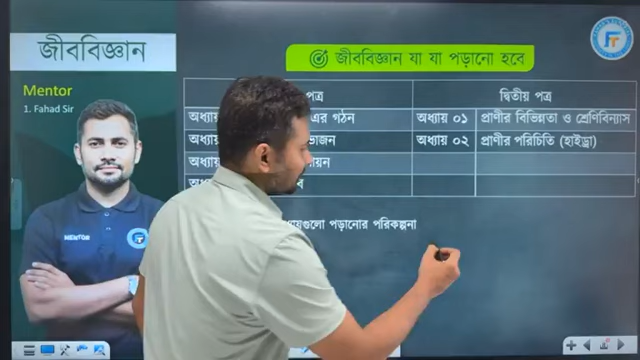 জীববিজ্ঞান
জীববিজ্ঞান যা যা পড়ানো হবে
Mentor
1. Fahad Sir
পত্র
দ্বিতীয় পত্র
অধ্যায় এর গঠন
অধ্যায় ০১ প্রাণীর বিভিন্নতা ও শ্রেণিবিন্যাস
অধ্যায়
অধ্যায় ০২ প্রাণীর পরিচিতি (হাইড্রা)
অধ্যায়
পড়ানোর পরিকল্পনা
MENTOR